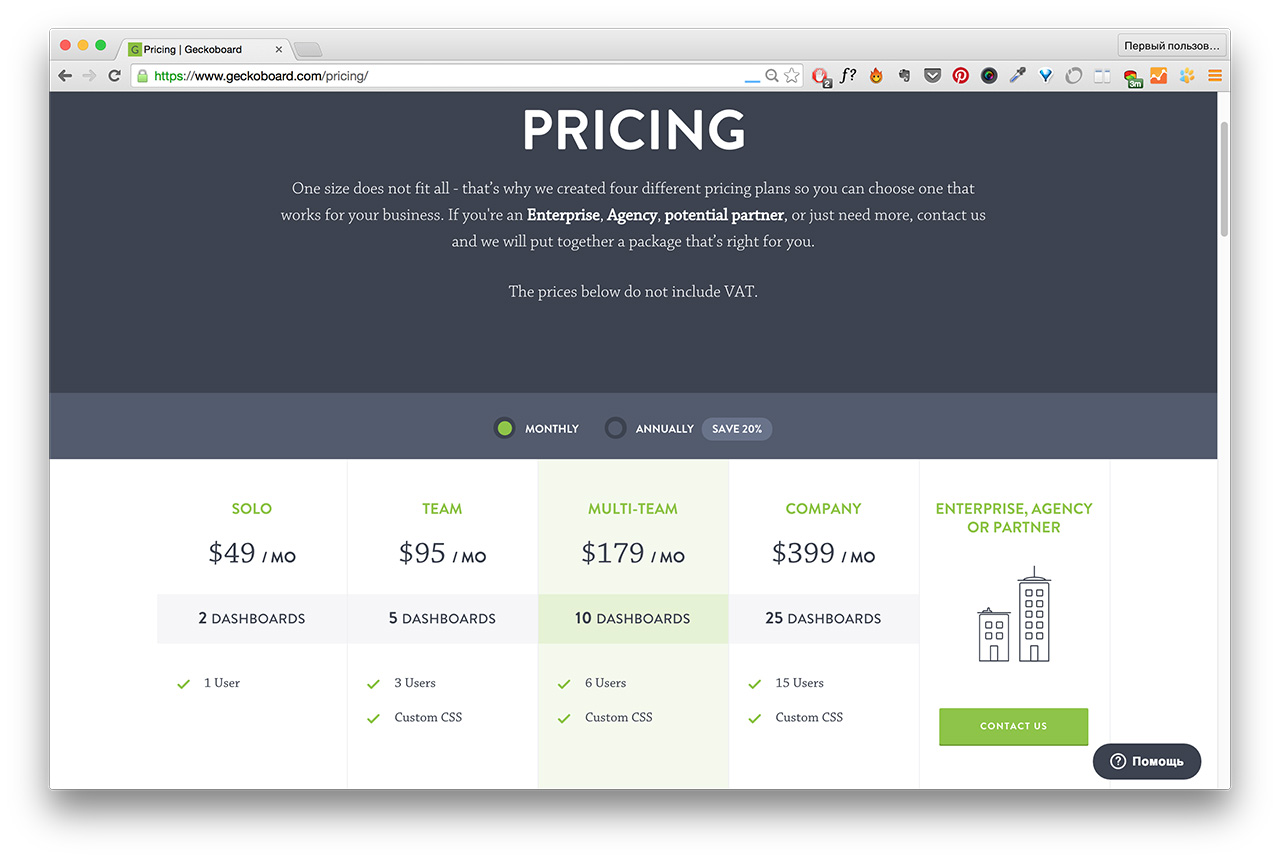 Pricing | Geckoboard
Первый пользов...
https://www.geckoboard.com/pricing/
2
f?
3m
PRICING
One size does not fit all - that's why we created four different pricing plans so you can choose one that
works for your business. If you're an Enterprise, Agency, potential partner, or just need more, contact us
and we will put together a package that's right for you.
The prices below do not include VAT.
MONTHLY
ANNUALLY
SAVE 20%
SOLO
$49 / MO
2 DASHBOARDS
1 User
TEAM
$95 / MO
5 DASHBOARDS
3 Users
Custom CSS
MULTI-TEAM
$179 / MO
10 DASHBOARDS
6 Users
Custom CSS
COMPANY
$399 / MO
25 DASHBOARDS
15 Users
Custom CSS
ENTERPRISE, AGENCY
OR PARTNER
CONTACT US
Помощь